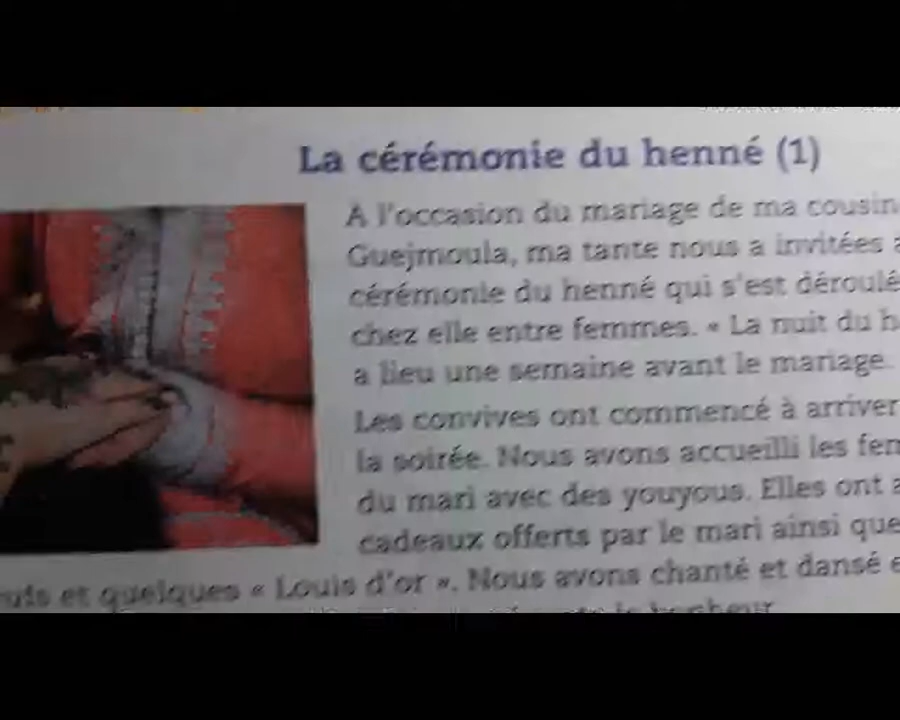 La cérémonie du henné (1)
A l'occasion du mariage de ma cousin
Guejmoula, ma tante nous a invitées
cérémonie du henné qui s'est déroulé
chez elle entre femmes. « La nuit du h
a lieu une semaine avant le mariage.
Les convives ont commencé à arriver
la soirée. Nous avons accueilli les fem
du mari avec des youyous. Elles ont a
cadeaux offerts par le mari ainsi que
et quelques « Louis d'or ». Nous avons chanté et dansé e
le bonheur